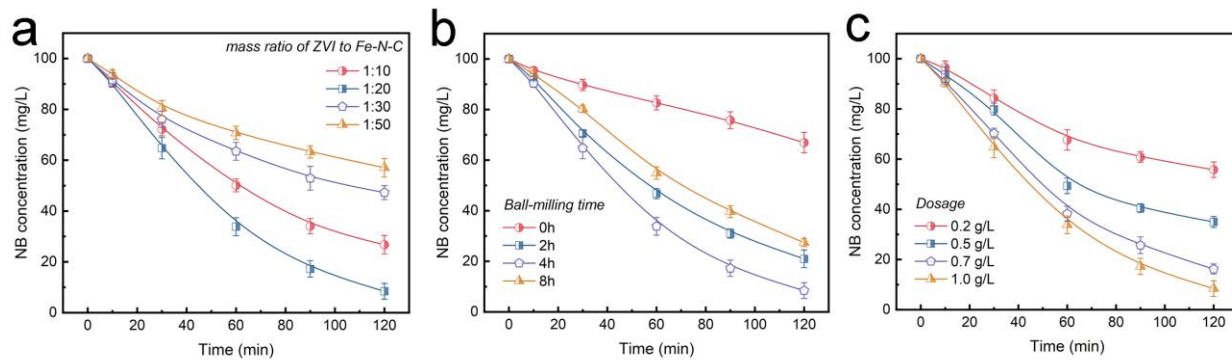 a
mass ratio of ZVI to Fe-N-C
1:10
1:20
1:30
1:50
NB concentration (mg/L)
100
80
60
40
20
0
0 20 40 60 80 100 120
Time (min)
b
Ball-milling time
0h
2h
4h
8h
NB concentration (mg/L)
100
80
60
40
20
0
0 20 40 60 80 100 120
Time (min)
c
Dosage
0.2 g/L
0.5 g/L
0.7 g/L
1.0 g/L
NB concentration (mg/L)
100
80
60
40
20
0
0 20 40 60 80 100 120
Time (min)